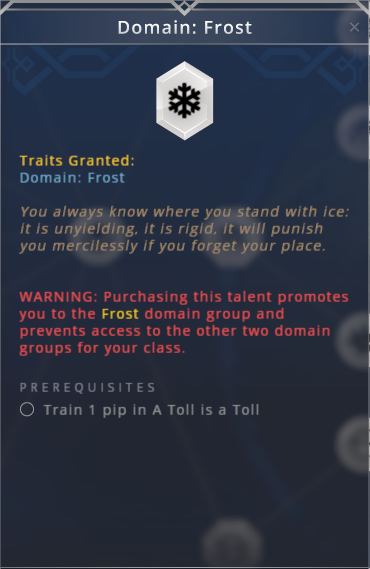 Domain: Frost
Traits Granted:
Domain: Frost
You always know where you stand with ice:
it is unyielding, it is rigid, it will punish
you mercilessly if you forget your place.
WARNING: Purchasing this talent promotes
you to the Frost domain group and
prevents access to the other two domain
groups for your class.
PREREQUISITES
Train 1 pip in A Toll is a Toll